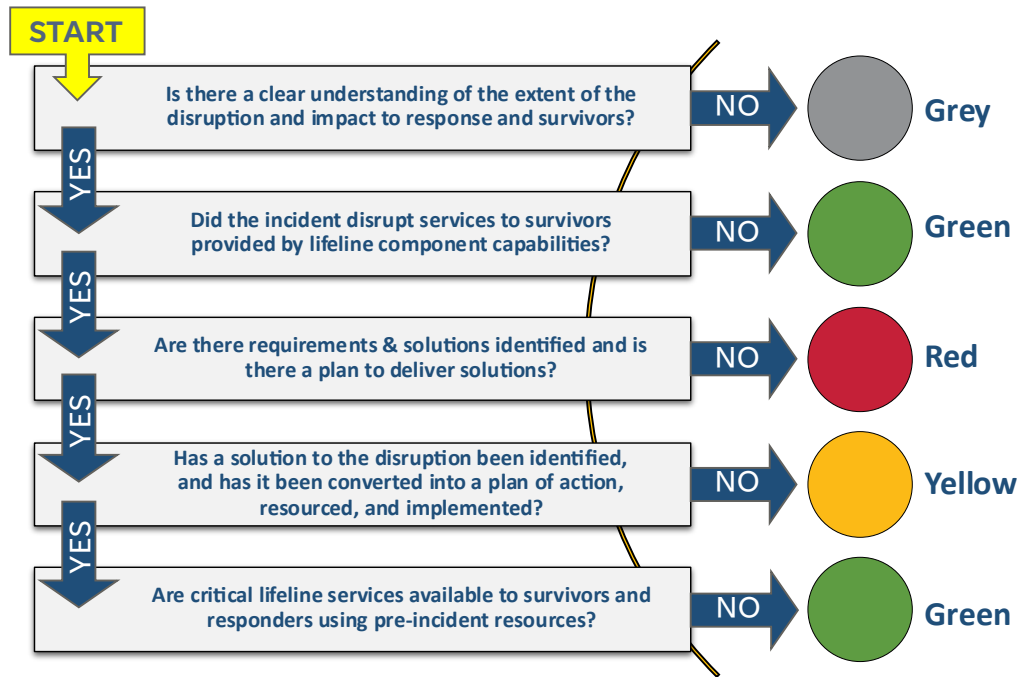 START
Is there a clear understanding of the extent of the
disruption and impact to response and survivors?
NO
Grey
YES
Did the incident disrupt services to survivors
provided by lifeline component capabilities?
NO
Green
YES
Are there requirements & solutions identified and is
there a plan to deliver solutions?
NO
Red
YES
Has a solution to the disruption been identified,
and has it been converted into a plan of action,
resourced, and implemented?
NO
Yellow
YES
Are critical lifeline services available to survivors and
responders using pre-incident resources?
NO
Green